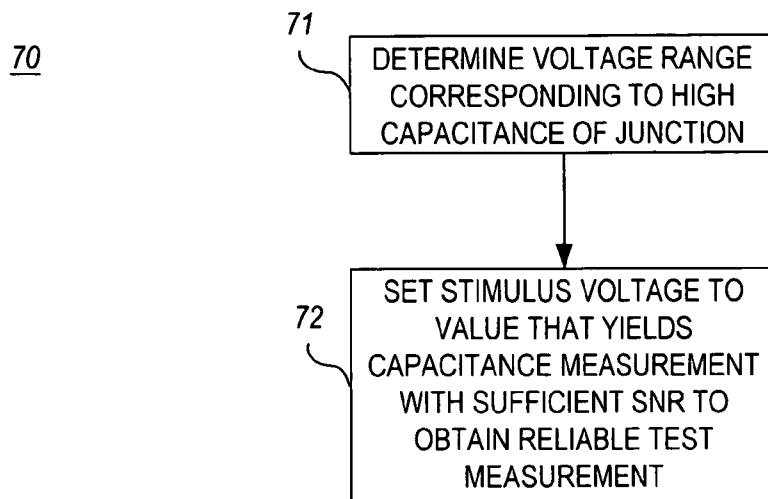 70
71
DETERMINE VOLTAGE RANGE
CORRESPONDING TO HIGH
CAPACITANCE OF JUNCTION
72
SET STIMULUS VOLTAGE TO
VALUE THAT YIELDS
CAPACITANCE MEASUREMENT
WITH SUFFICIENT SNR TO
OBTAIN RELIABLE TEST
MEASUREMENT